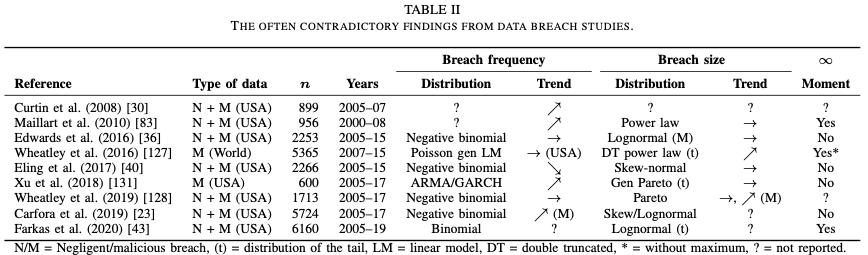 TABLE II
THE OFTEN CONTRADICTORY FINDINGS FROM DATA BREACH STUDIES.
Breach frequency Breach size ∞
Reference Type of data n Years Distribution Trend Distribution Trend Moment
Curtin et al. (2008) [30] N + M (USA) 899 2005–07 ? ↗ ? ? ?
Maillart et al. (2010) [83] N + M (USA) 956 2000–08 ? ↗ Power law → Yes
Edwards et al. (2016) [36] N + M (USA) 2253 2005–15 Negative binomial → Lognormal (M) → No
Wheatley et al. (2016) [127] M (World) 5365 2007–15 Poisson gen LM → (USA) DT power law (t) ↗ Yes*
Eling et al. (2017) [40] N + M (USA) 2266 2005–15 Negative binomial ↘ Skew-normal → No
Xu et al. (2018) [131] M (USA) 600 2005–17 ARMA/GARCH ↗ Gen Pareto (t) → No
Wheatley et al. (2019) [128] N + M (USA) 1713 2005–17 Negative binomial → Pareto →, ↗ (M) ?
Carfora et al. (2019) [23] N + M (USA) 5724 2005–17 Negative binomial ↗ (M) Skew/Lognormal ? No
Farkas et al. (2020) [43] N + M (USA) 6160 2005–19 Binomial ? Lognormal (t) ? Yes
N/M = Negligent/malicious breach, (t) = distribution of the tail, LM = linear model, DT = double truncated, * = without maximum, ? = not reported.